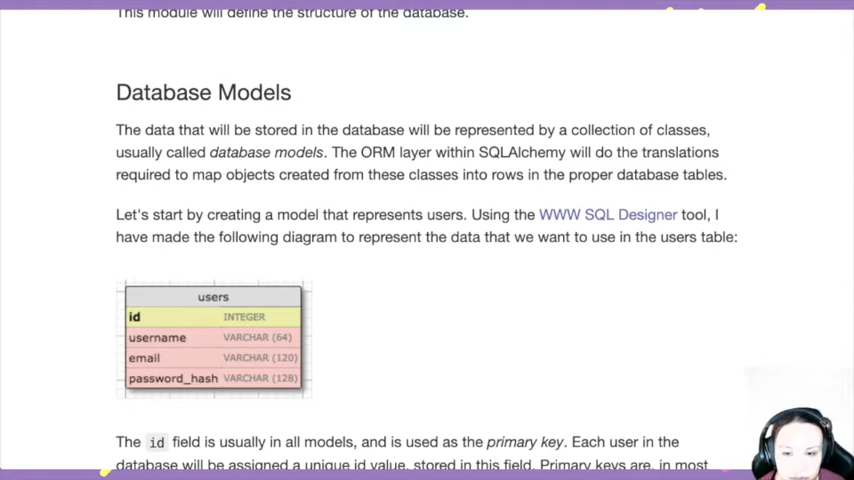 This module will define the structure of the database.
Database Models
The data that will be stored in the database will be represented by a collection of classes,
usually called database models. The ORM layer within SQLAlchemy will do the translations
required to map objects created from these classes into rows in the proper database tables.
Let's start by creating a model that represents users. Using the WWW SQL Designer tool, I
have made the following diagram to represent the data that we want to use in the users table:
users
id INTEGER
username VARCHAR (64)
email VARCHAR (120)
password_hash VARCHAR (128)
The id field is usually in all models, and is used as the primary key. Each user in the
database will be assigned a unique id value, stored in this field. Primary keys are, in most